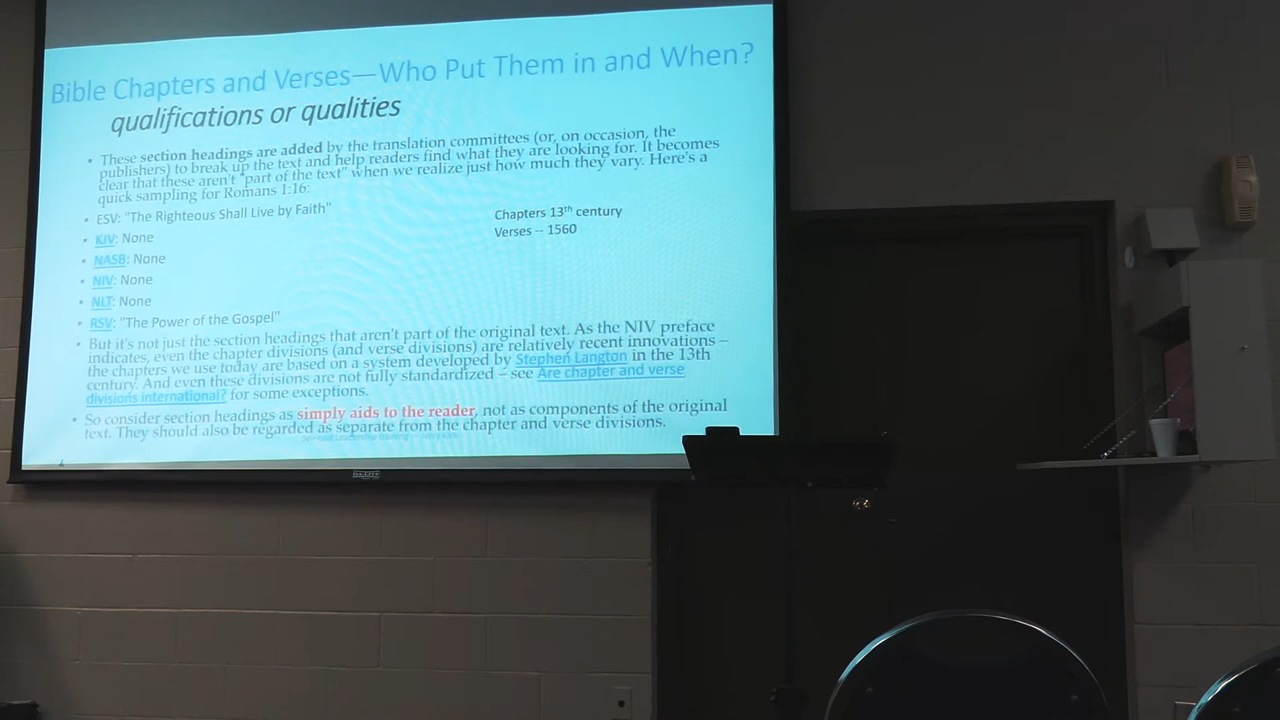 Bible Chapters and Verses—Who Put Them in and When?
qualifications or qualities
• These section headings are added by the translation committees (or, on occasion, the
publishers) to break up the text and help readers find what they are looking for. It becomes
clear that these aren't "part of the text" when we realize just how much they vary. Here's a
quick sampling for Romans 1:16:
• ESV: "The Righteous Shall Live by Faith"
• KJV: None
• NASB: None
• NIV: None
• NLT: None
• RSV: "The Power of the Gospel"
Chapters 13th century
Verses -- 1560
• But it's not just the section headings that aren't part of the original text. As the NIV preface
indicates, even the chapter divisions (and verse divisions) are relatively recent innovations –
the chapters we use today are based on a system developed by Stephen Langton in the 13th
century. And even these divisions are not fully standardized – see Are chapter and verse
divisions international? for some exceptions.
• So consider section headings as simply aids to the reader, not as components of the original
text. They should also be regarded as separate from the chapter and verse divisions.